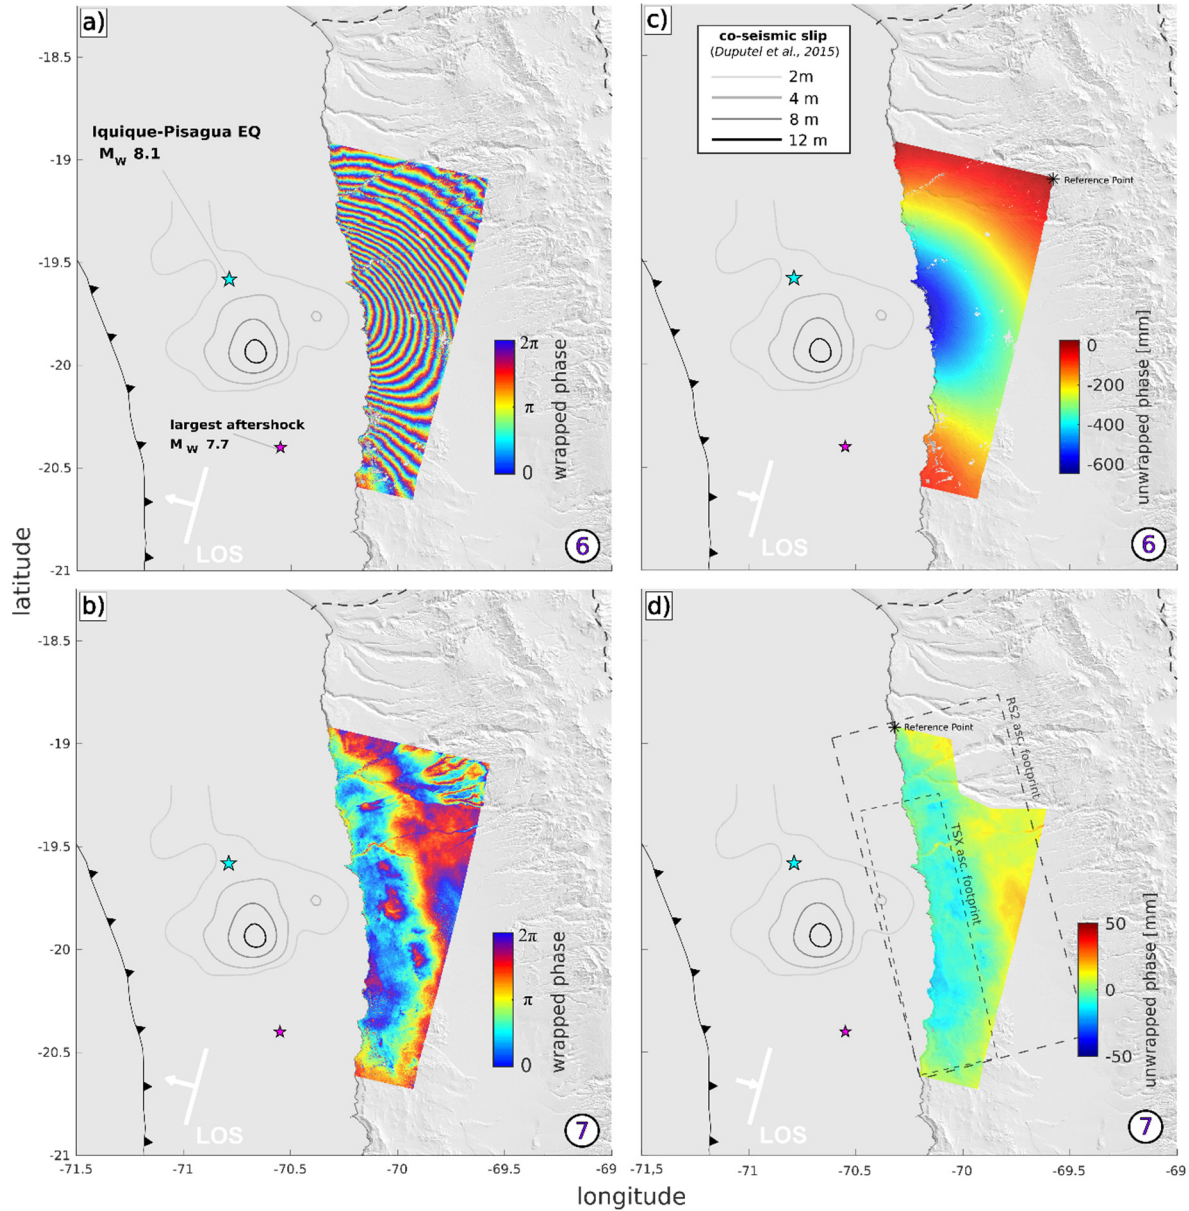 a)
-18.5
-19
-19.5
-20
-20.5
-21
Iquique-Pisagua EQ
M W 8.1
largest aftershock
M W 7.7
LOS
2π
π
0
wrapped phase
6
c)
co-seismic slip
(Duputel et al., 2015)
2m
4 m
8 m
12 m
Reference Point
0
-200
-400
-600
unwrapped phase [mm]
LOS
6
latitude
b)
-18.5
-19
-19.5
-20
-20.5
-21
LOS
2π
π
0
wrapped phase
7
-71.5
-71
-70.5
-70
-69.5
-69
d)
Reference Point
RS2 asc. footprint
TSX asc. footprint
50
0
-50
unwrapped phase [mm]
LOS
7
-71.5
-71
-70.5
-70
-69.5
-69
longitude